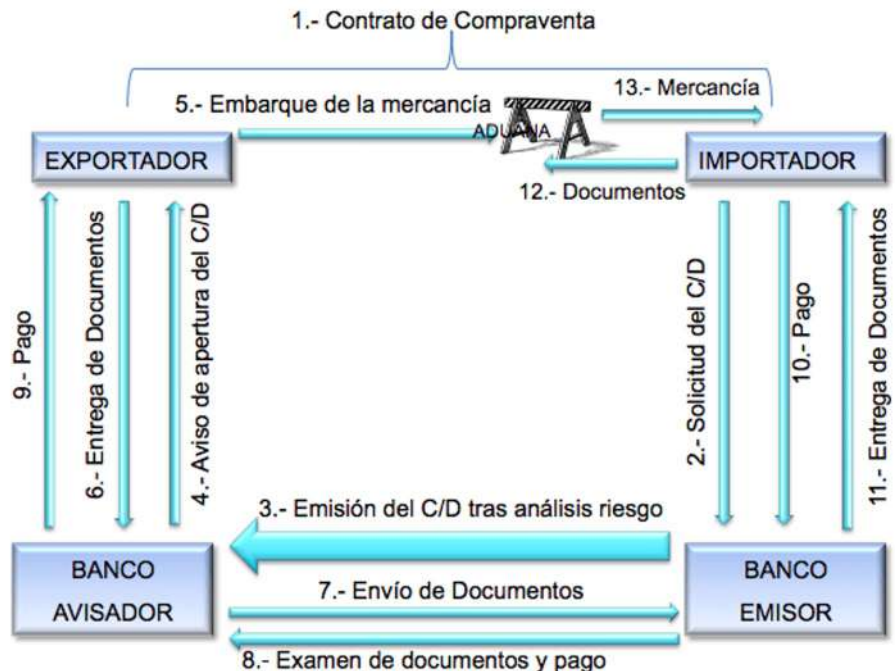 1.- Contrato de Compraventa
5.- Embarque de la mercancía
13.- Mercancía
ADUANA
EXPORTADOR
IMPORTADOR
12.- Documentos
9.- Pago
6.- Entrega de Documentos
4.- Aviso de apertura del C/D
2.- Solicitud del C/D
10.- Pago
11.- Entrega de Documentos
3.- Emisión del C/D tras análisis riesgo
BANCO
AVISADOR
7.- Envío de Documentos
BANCO
EMISOR
8.- Examen de documentos y pago